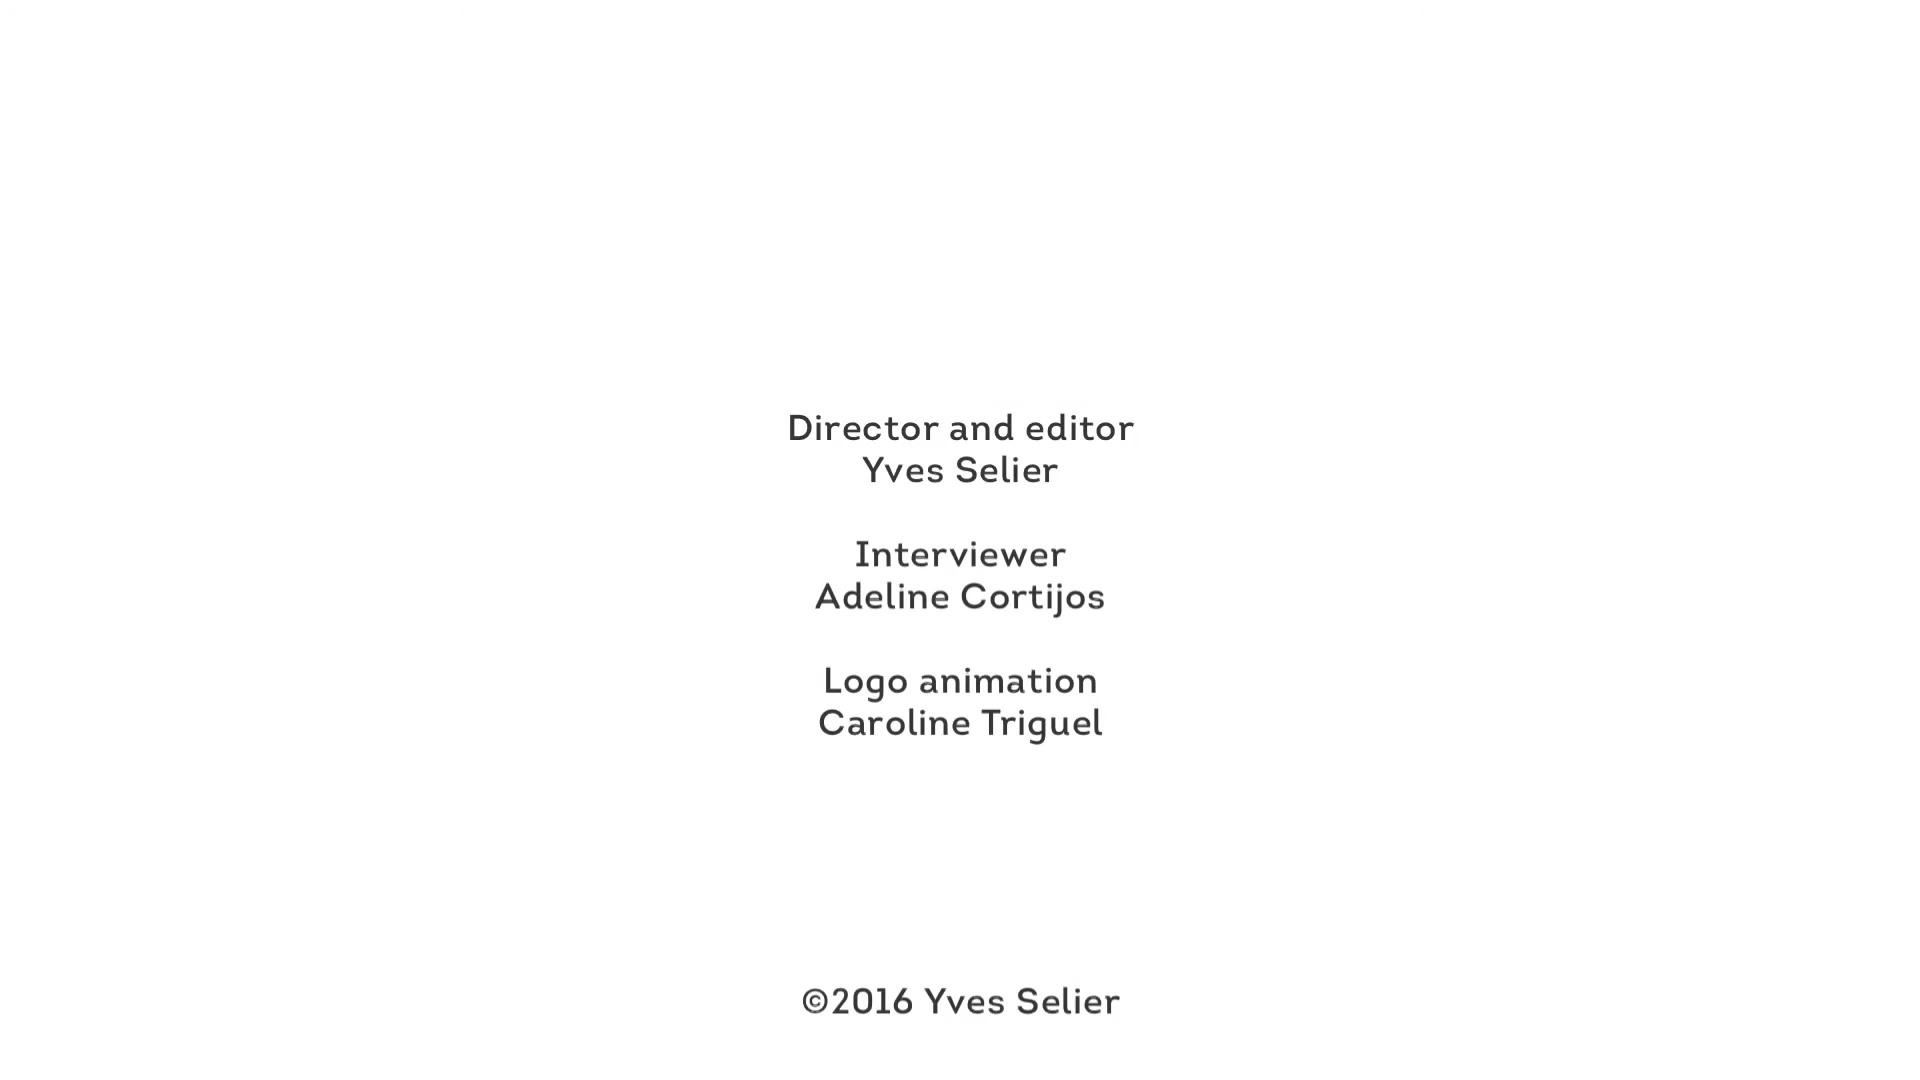 Director and editor
Yves Selier
Interviewer
Adeline Cortijos
Logo animation
Caroline Triguel
©2016 Yves Selier